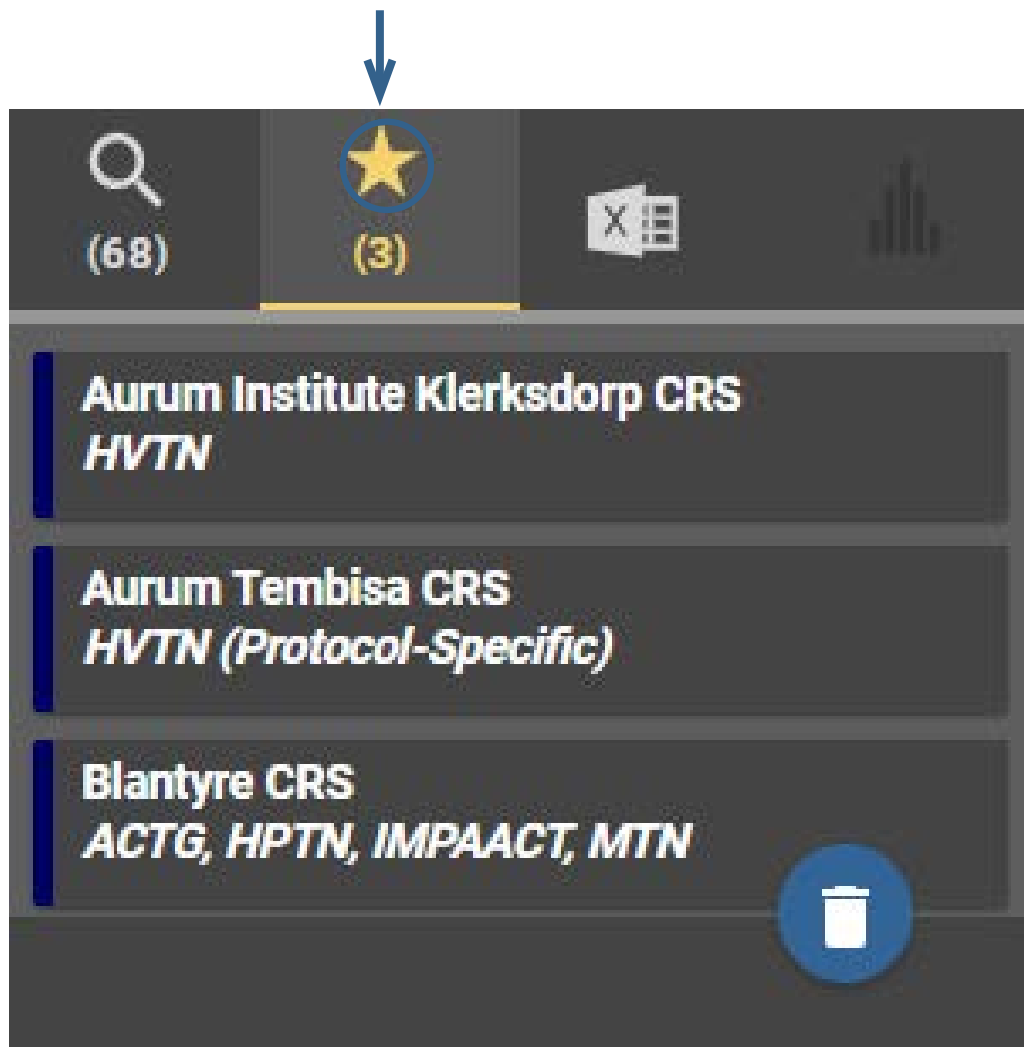 (68)
(3)
X
Aurum Institute Klerksdorp CRS
HVTN
Aurum Tembisa CRS
HVTN (Protocol-Specific)
Blantyre CRS
ACTG, HPTN, IMPAACT, MTN